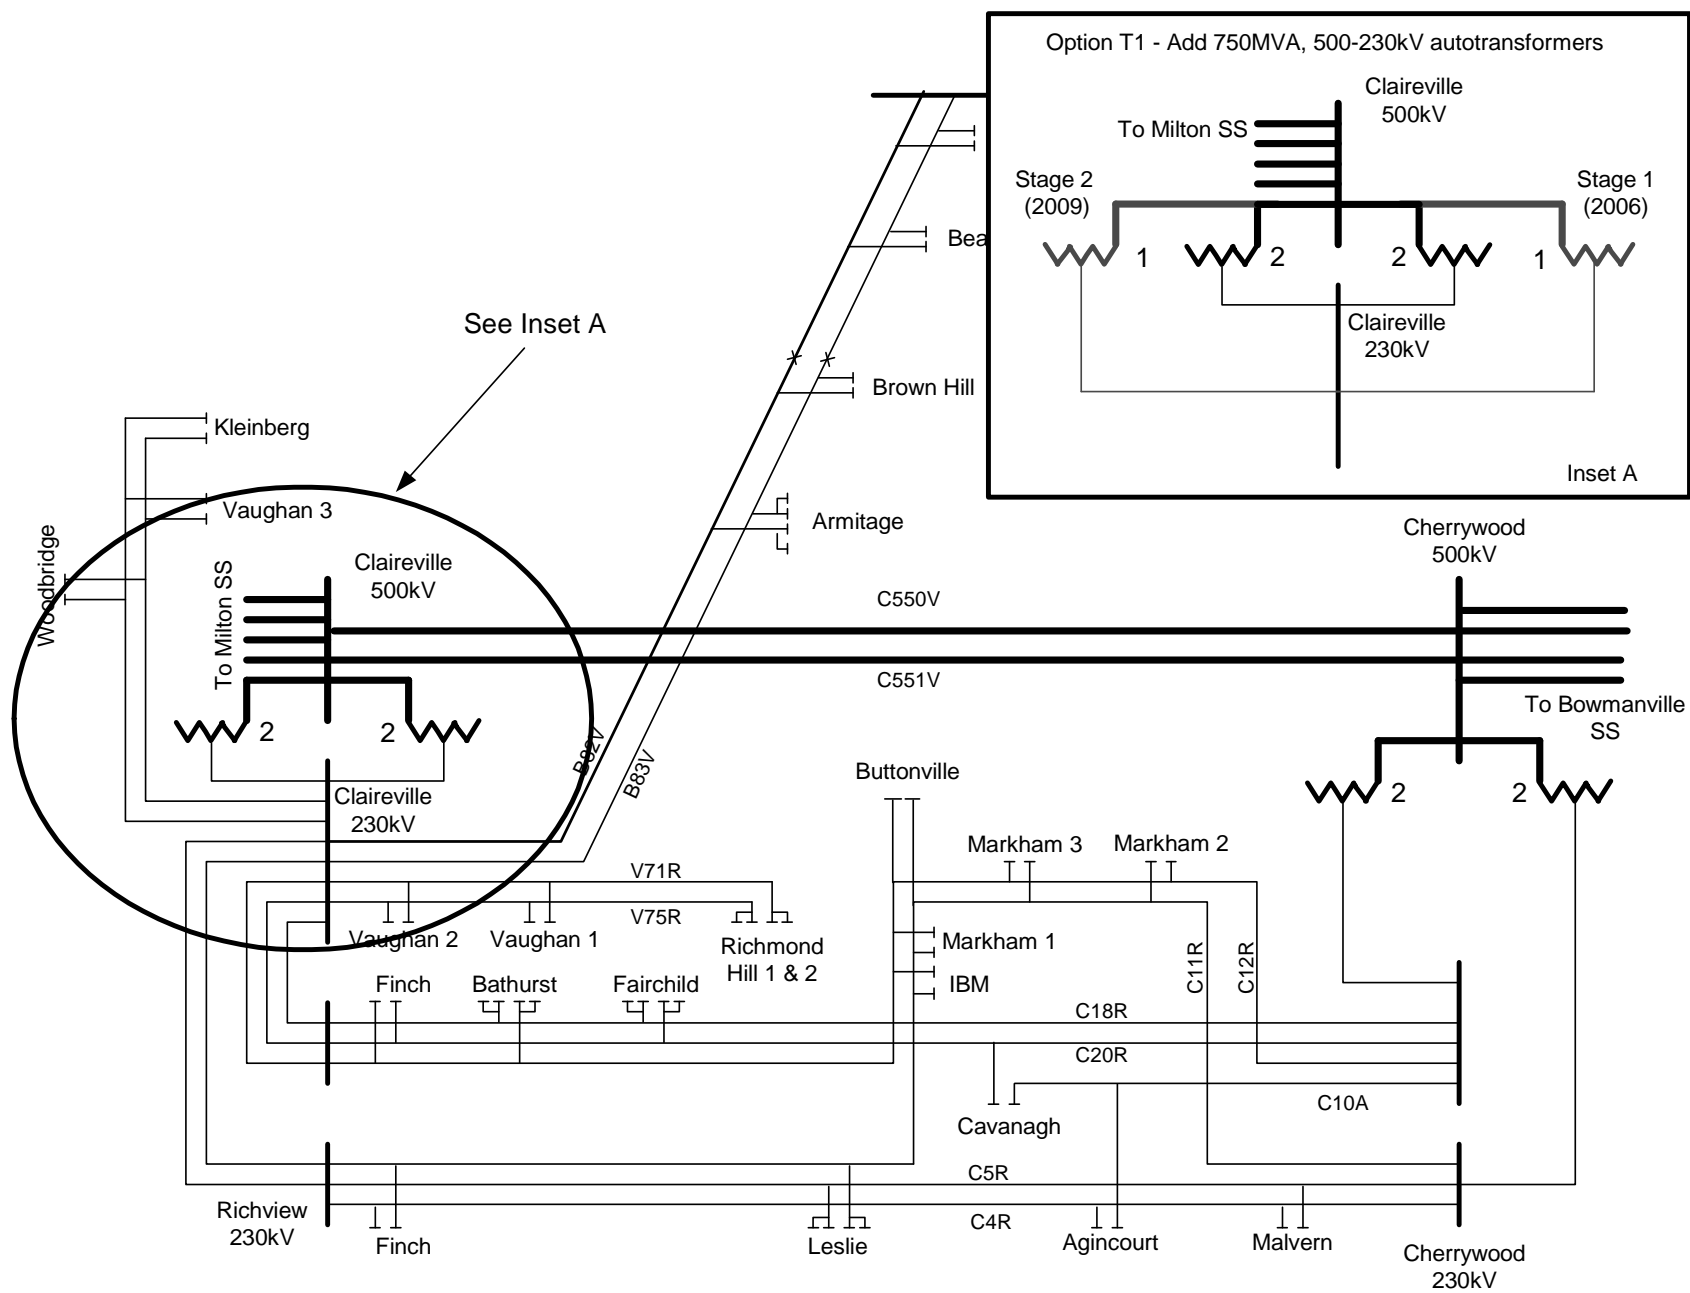 Option T1 - Add 750MVA, 500-230kV autotransformers
Claireville
500kV
To Milton SS
Stage 2
(2009)
Stage 1
(2006)
1
2
2
1
Claireville
230kV
Inset A
Bea
See Inset A
Brown Hill
Kleinberg
Vaughan 3
Armitage
Woodbridge
Claireville
500kV
To Milton SS
Cherrywood
500kV
C550V
C551V
To Bowmanville
SS
2
2
2
2
B82V
B83V
Claireville
230kV
Buttonville
Markham 3
Markham 2
V71R
V75R
Vaughan 2
Vaughan 1
Richmond
Hill 1 & 2
Markham 1
IBM
C11R
C12R
Finch
Bathurst
Fairchild
C18R
C20R
C10A
Cavanagh
C5R
C4R
Richview
230kV
Finch
Leslie
Agincourt
Malvern
Cherrywood
230kV